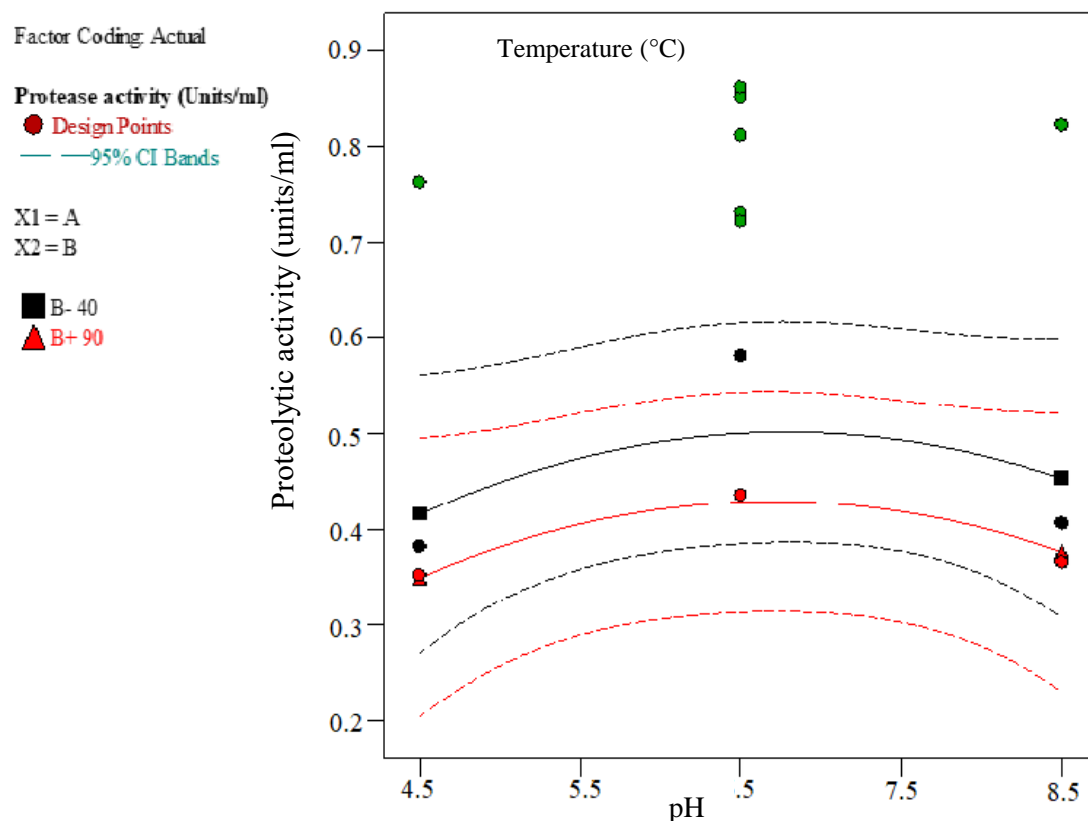 Factor Coding: Actual
Protease activity (Units/ml)
Design Points
95% CI Bands
X1 = A
X2 = B
B- 40
B+ 90
Temperature (°C)
Proteolytic activity (units/ml)
0.9
0.8
0.7
0.6
0.5
0.4
0.3
0.2
4.5 5.5 .5 7.5 8.5
pH